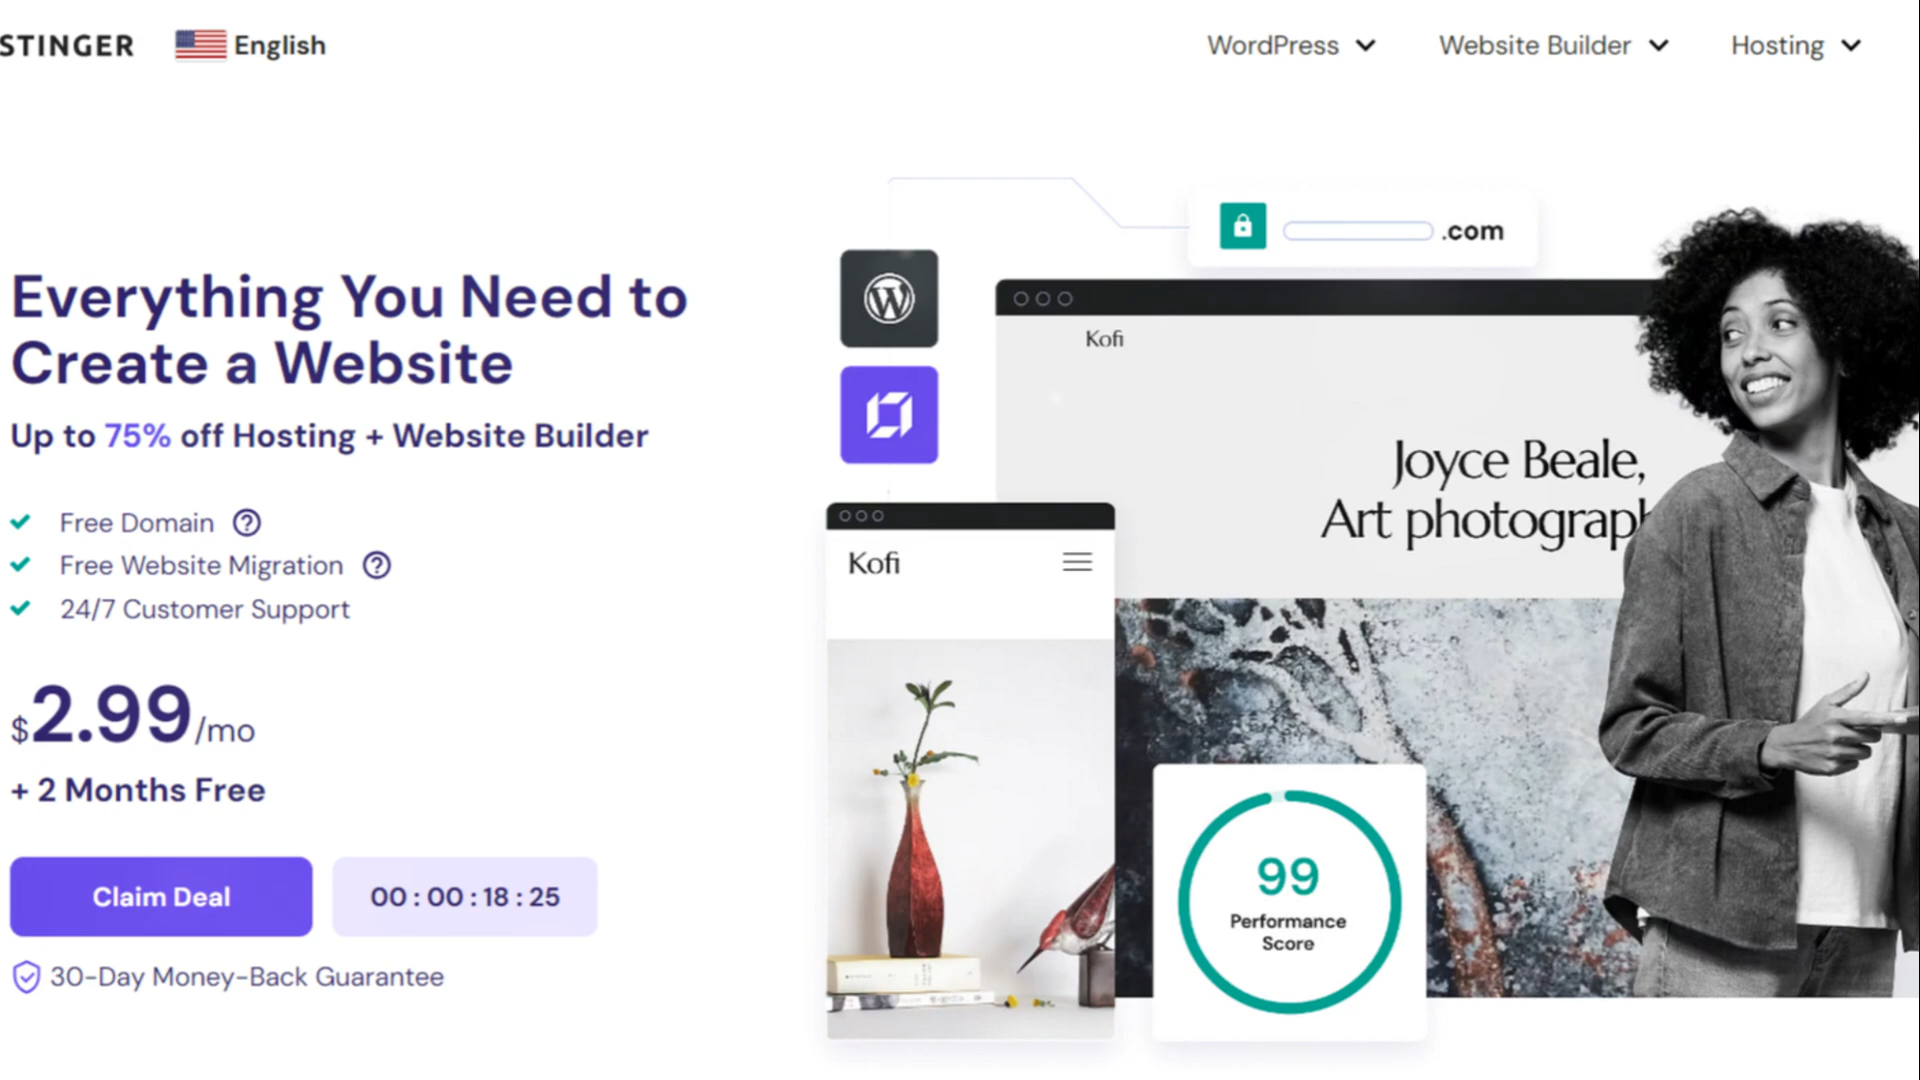 STINGER
English
WordPress
Website Builder
Hosting
Everything You Need to
Create a Website
Up to 75% off Hosting + Website Builder
Free Domain
Free Website Migration
24/7 Customer Support
$2.99/mo
+ 2 Months Free
Claim Deal
00 : 00 : 18 : 25
30-Day Money-Back Guarantee
.com
Kofi
Joyce Beale,
Art photograph
Kofi
99
Performance
Score